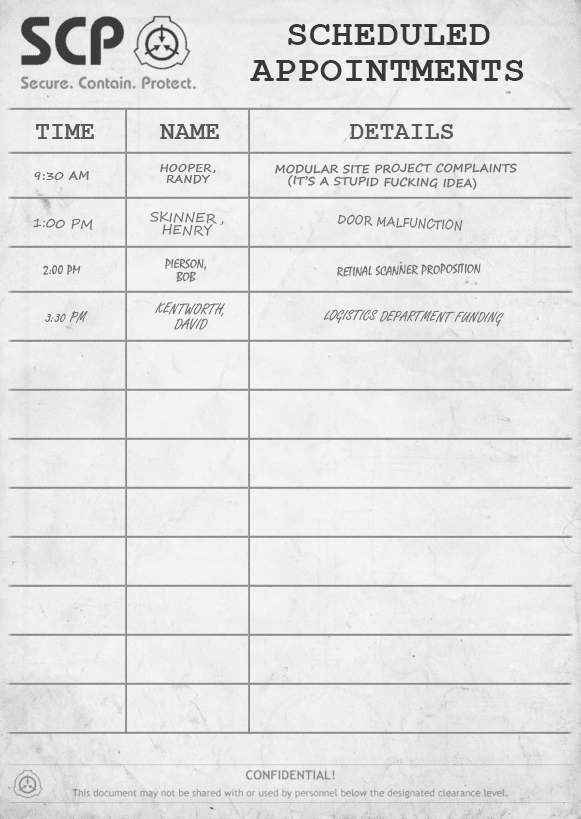 SCP
Secure. Contain. Protect.
SCHEDULED
APPOINTMENTS
TIME NAME DETAILS
9:30 AM HOOPER, RANDY MODULAR SITE PROJECT COMPLAINTS
(IT'S A STUPID FUCKING IDEA)
1:00 PM SKINNER, HENRY DOOR MALFUNCTION
2:00 PM PIERSON, BOB RETINAL SCANNER PROPOSITION
3:30 PM KENTWORTH, DAVID LOGISTICS DEPARTMENT FUNDING
CONFIDENTIAL!
This document may not be shared with or used by personnel below the designated clearance level.